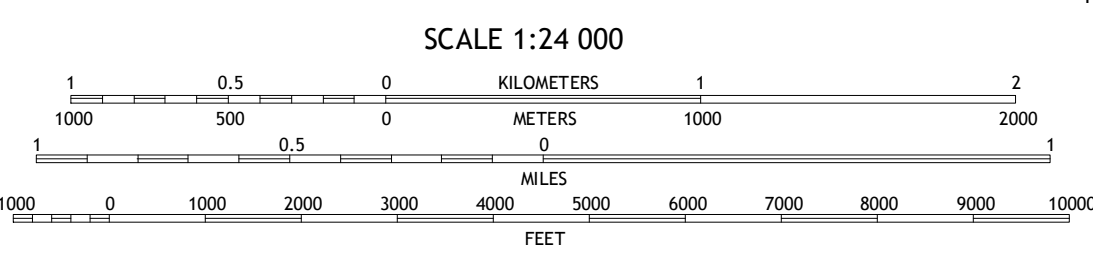 SCALE 1:24 000
1 0.5 0 KILOMETERS 1 2
1000 500 0 METERS 1000 2000
1 0.5 0 1
MILES
1000 0 1000 2000 3000 4000 5000 6000 7000 8000 9000 10000
FEET